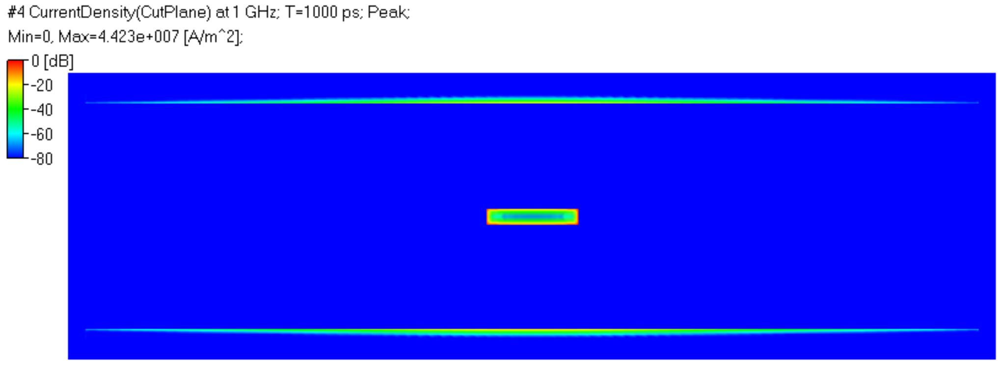 #4 CurrentDensity(CutPlane) at 1 GHz; T=1000 ps; Peak;
Min=0, Max=4.423e+007 [A/m^2];
0 [dB]
-20
-40
-60
-80